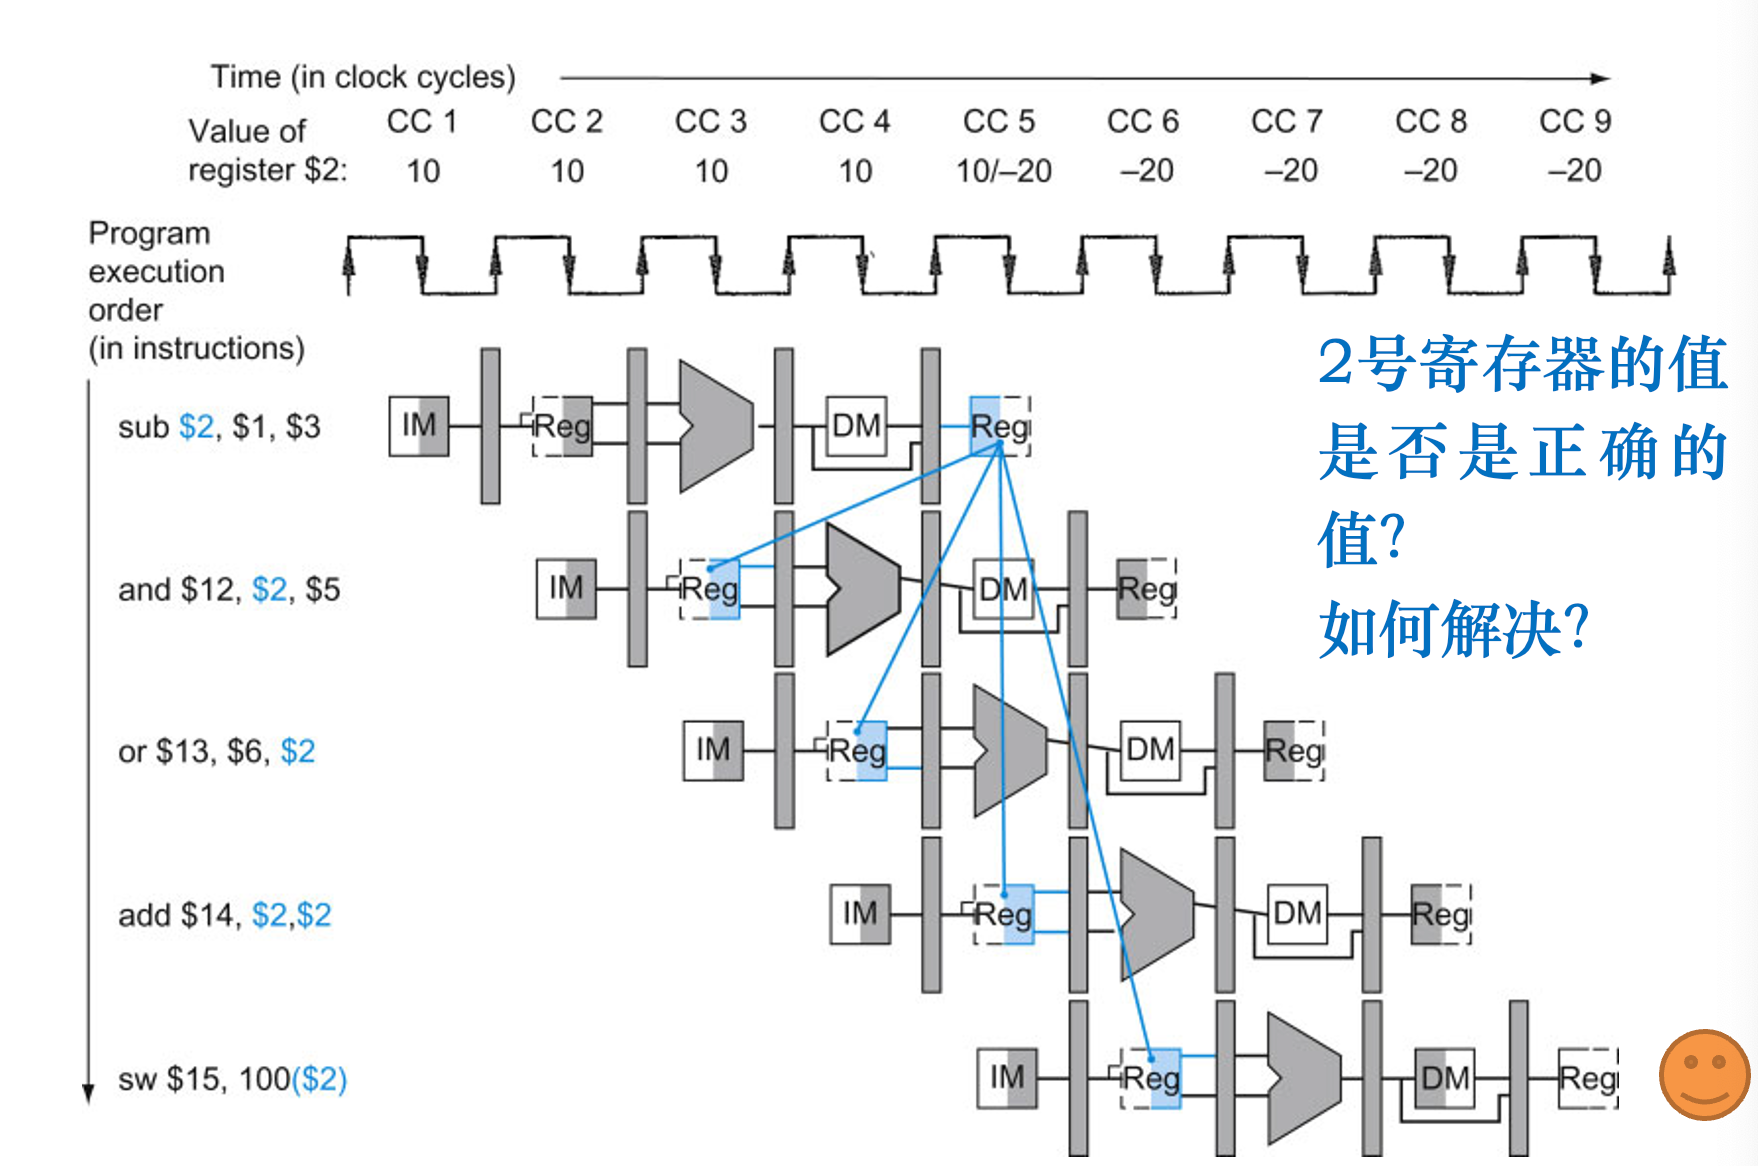 Time (in clock cycles)
Value of register $2:
CC 1 CC 2 CC 3 CC 4 CC 5 CC 6 CC 7 CC 8 CC 9
10 10 10 10 10/–20 –20 –20 –20 –20
Program
execution
order
(in instructions)
2号寄存器的值
是否是正确的
值?
如何解决?
sub $2, $1, $3
IM Reg DM Reg
and $12, $2, $5
IM Reg DM Reg
or $13, $6, $2
IM Reg DM Reg
add $14, $2,$2
IM Reg DM Reg
sw $15, 100($2)
IM Reg DM Reg